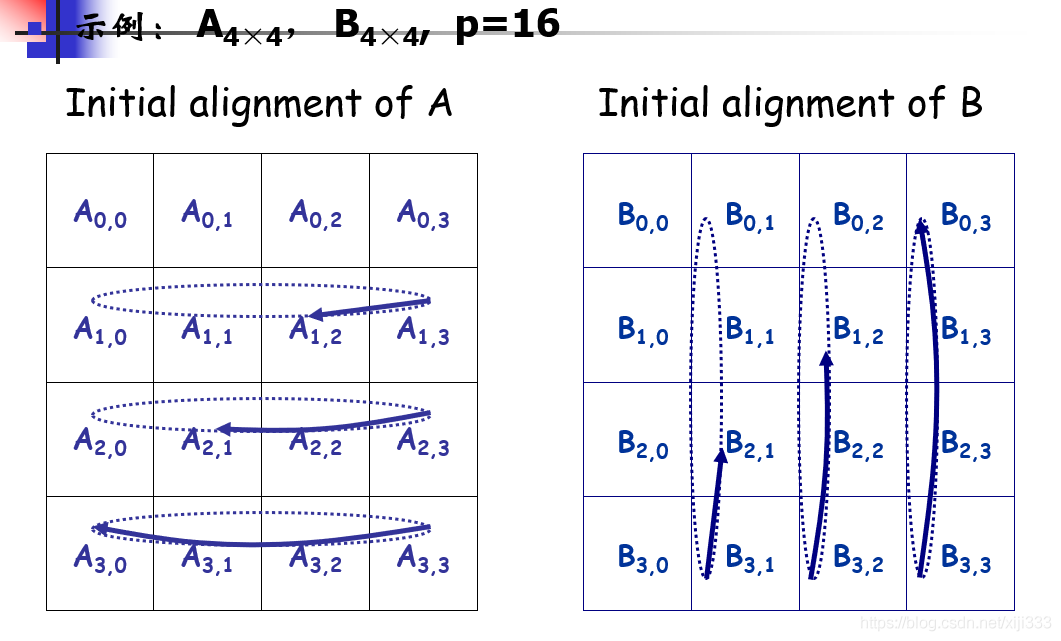 示例： A4×4， B4×4, p=16
Initial alignment of A
Initial alignment of B
A0,0 A0,1 A0,2 A0,3
A1,0 A1,1 A1,2 A1,3
A2,0 A2,1 A2,2 A2,3
A3,0 A3,1 A3,2 A3,3
B0,0 B0,1 B0,2 B0,3
B1,0 B1,1 B1,2 B1,3
B2,0 B2,1 B2,2 B2,3
B3,0 B3,1 B3,2 B3,3
https://blog.csdn.net/xiji333